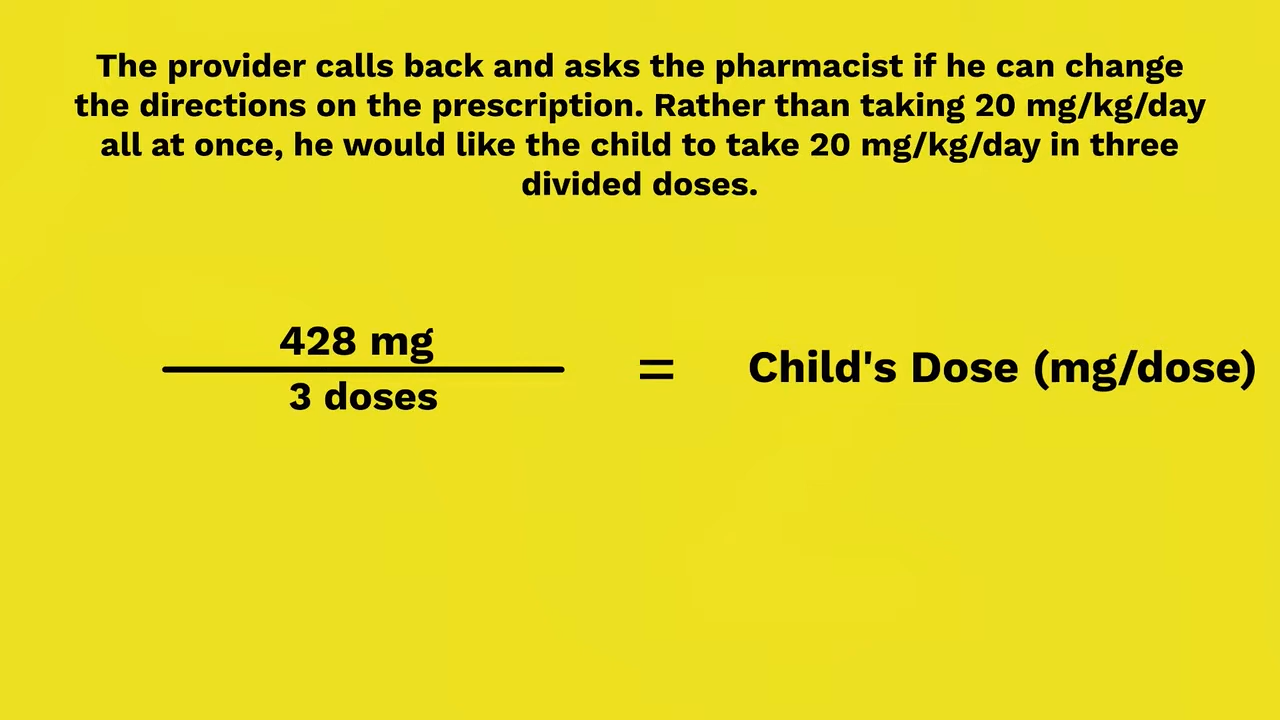 The provider calls back and asks the pharmacist if he can change
the directions on the prescription. Rather than taking 20 mg/kg/day
all at once, he would like the child to take 20 mg/kg/day in three
divided doses.
428 mg
3 doses
= Child's Dose (mg/dose)